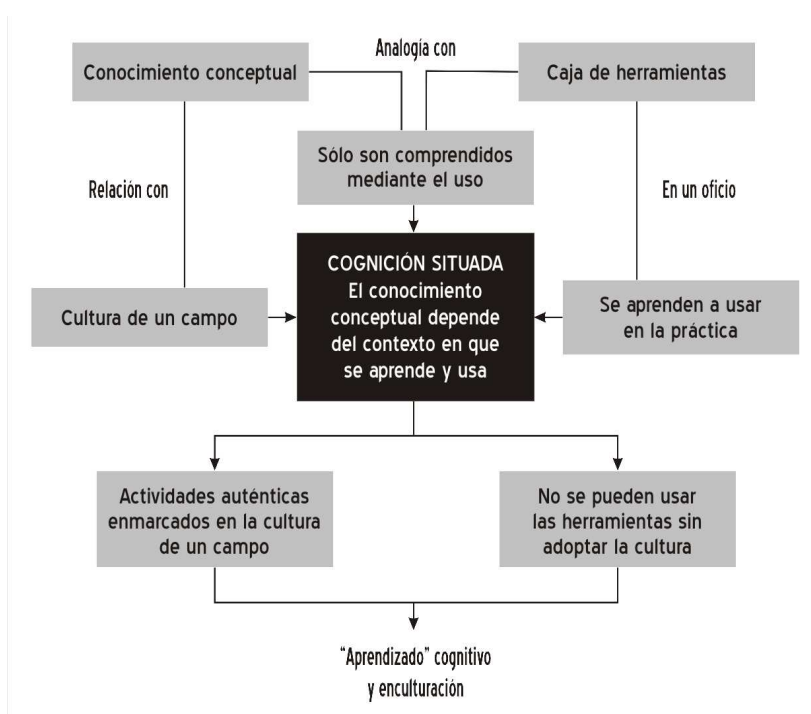 Analogía con
Conocimiento conceptual
Caja de herramientas
Sólo son comprendidos
mediante el uso
Relación con
En un oficio
COGNICIÓN SITUADA
El conocimiento
conceptual depende
del contexto en que
se aprende y usa
Cultura de un campo
Se aprenden a usar
en la práctica
Actividades auténticas
enmarcados en la cultura
de un campo
No se pueden usar
las herramientas sin
adoptar la cultura
“Aprendizado” cognitivo
y enculturación